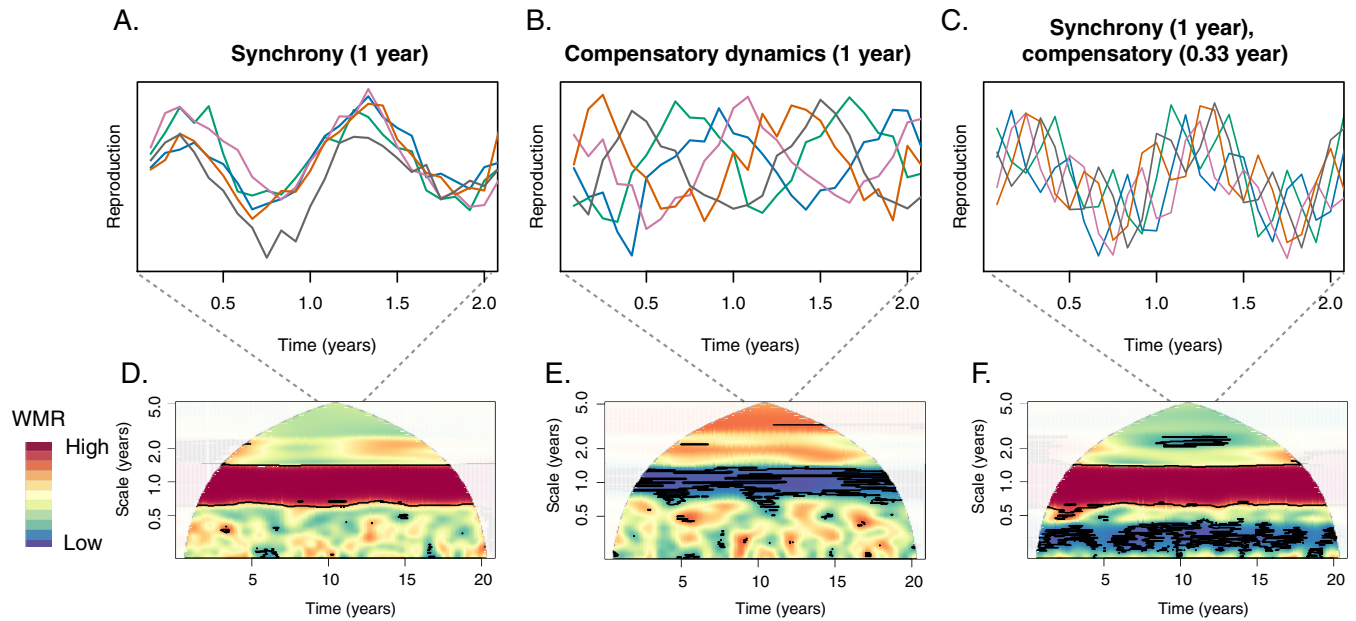 A.
Synchrony (1 year)
Reproduction
0.5 1.0 1.5 2.0
Time (years)
B.
Compensatory dynamics (1 year)
Reproduction
0.5 1.0 1.5 2.0
Time (years)
C.
Synchrony (1 year),
compensatory (0.33 year)
Reproduction
0.5 1.0 1.5 2.0
Time (years)
WMR
High
Low
D.
Scale (years)
5.0
2.0
1.0
0.5
5 10 15 20
Time (years)
E.
Scale (years)
5.0
2.0
1.0
0.5
5 10 15 20
Time (years)
F.
Scale (years)
5.0
2.0
1.0
0.5
5 10 15 20
Time (years)